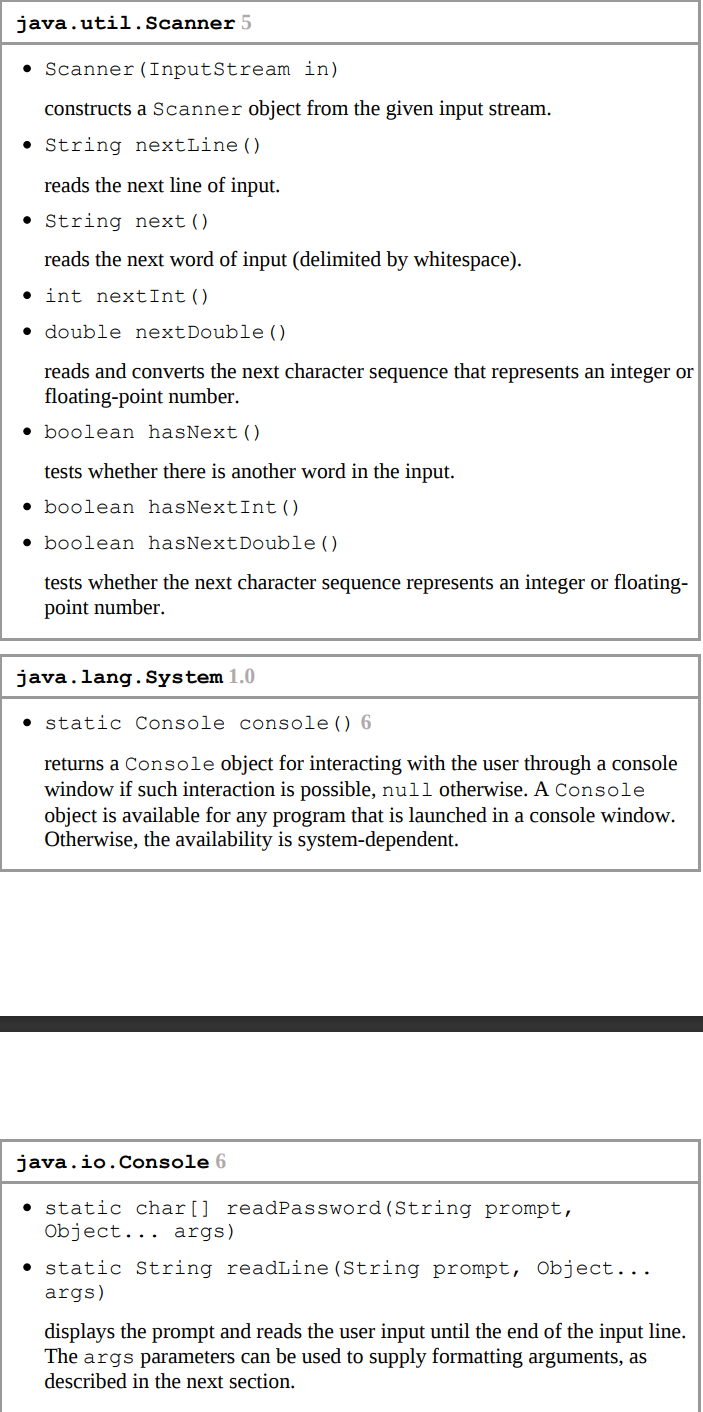 java.util.Scanner 5
• Scanner(InputStream in)
constructs a Scanner object from the given input stream.
• String nextLine()
reads the next line of input.
• String next()
reads the next word of input (delimited by whitespace).
• int nextInt()
• double nextDouble()
reads and converts the next character sequence that represents an integer or
floating-point number.
• boolean hasNext()
tests whether there is another word in the input.
• boolean hasNextInt()
• boolean hasNextDouble()
tests whether the next character sequence represents an integer or floating-
point number.
java.lang.System 1.0
• static Console console() 6
returns a Console object for interacting with the user through a console
window if such interaction is possible, null otherwise. A Console
object is available for any program that is launched in a console window.
Otherwise, the availability is system-dependent.
java.io.Console 6
• static char[] readPassword(String prompt,
Object... args)
• static String readLine(String prompt, Object...
args)
displays the prompt and reads the user input until the end of the input line.
The args parameters can be used to supply formatting arguments, as
described in the next section.